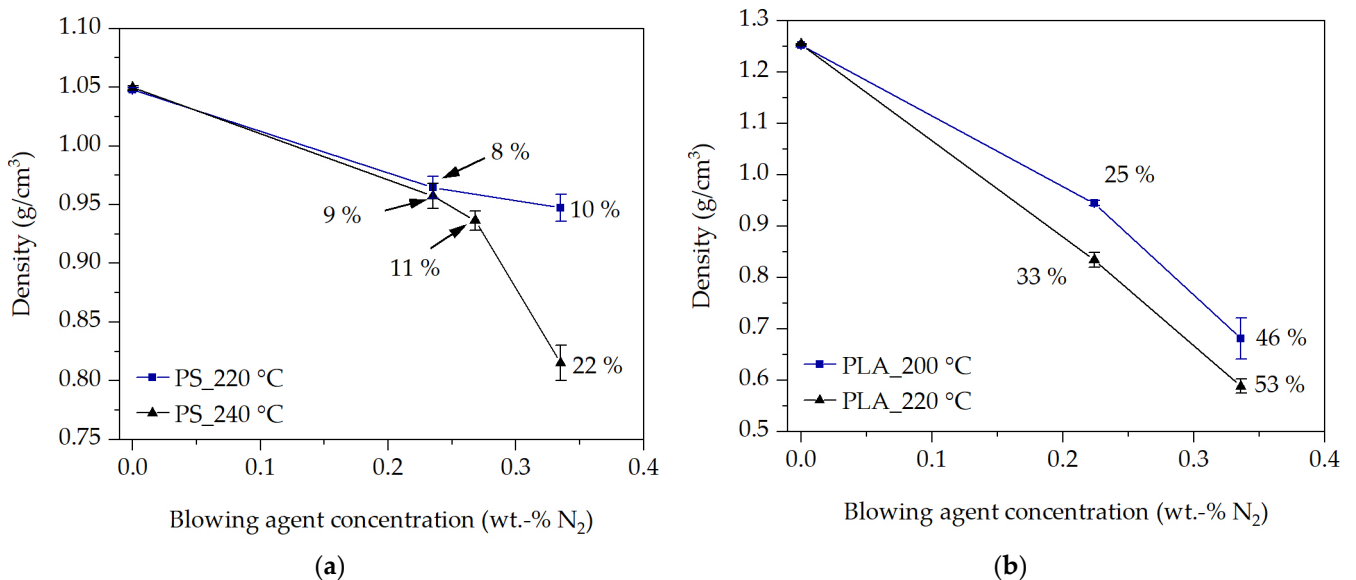 1.10
1.05
1.00
0.95
0.90
0.85
0.80
0.75
Density (g/cm³)
8 %
9 %
10 %
11 %
22 %
PS_220 °C
PS_240 °C
0.0 0.1 0.2 0.3 0.4
Blowing agent concentration (wt.-% N₂)
(a)
1.3
1.2
1.1
1.0
0.9
0.8
0.7
0.6
0.5
Density (g/cm³)
25 %
33 %
46 %
53 %
PLA_200 °C
PLA_220 °C
0.0 0.1 0.2 0.3 0.4
Blowing agent concentration (wt.-% N₂)
(b)